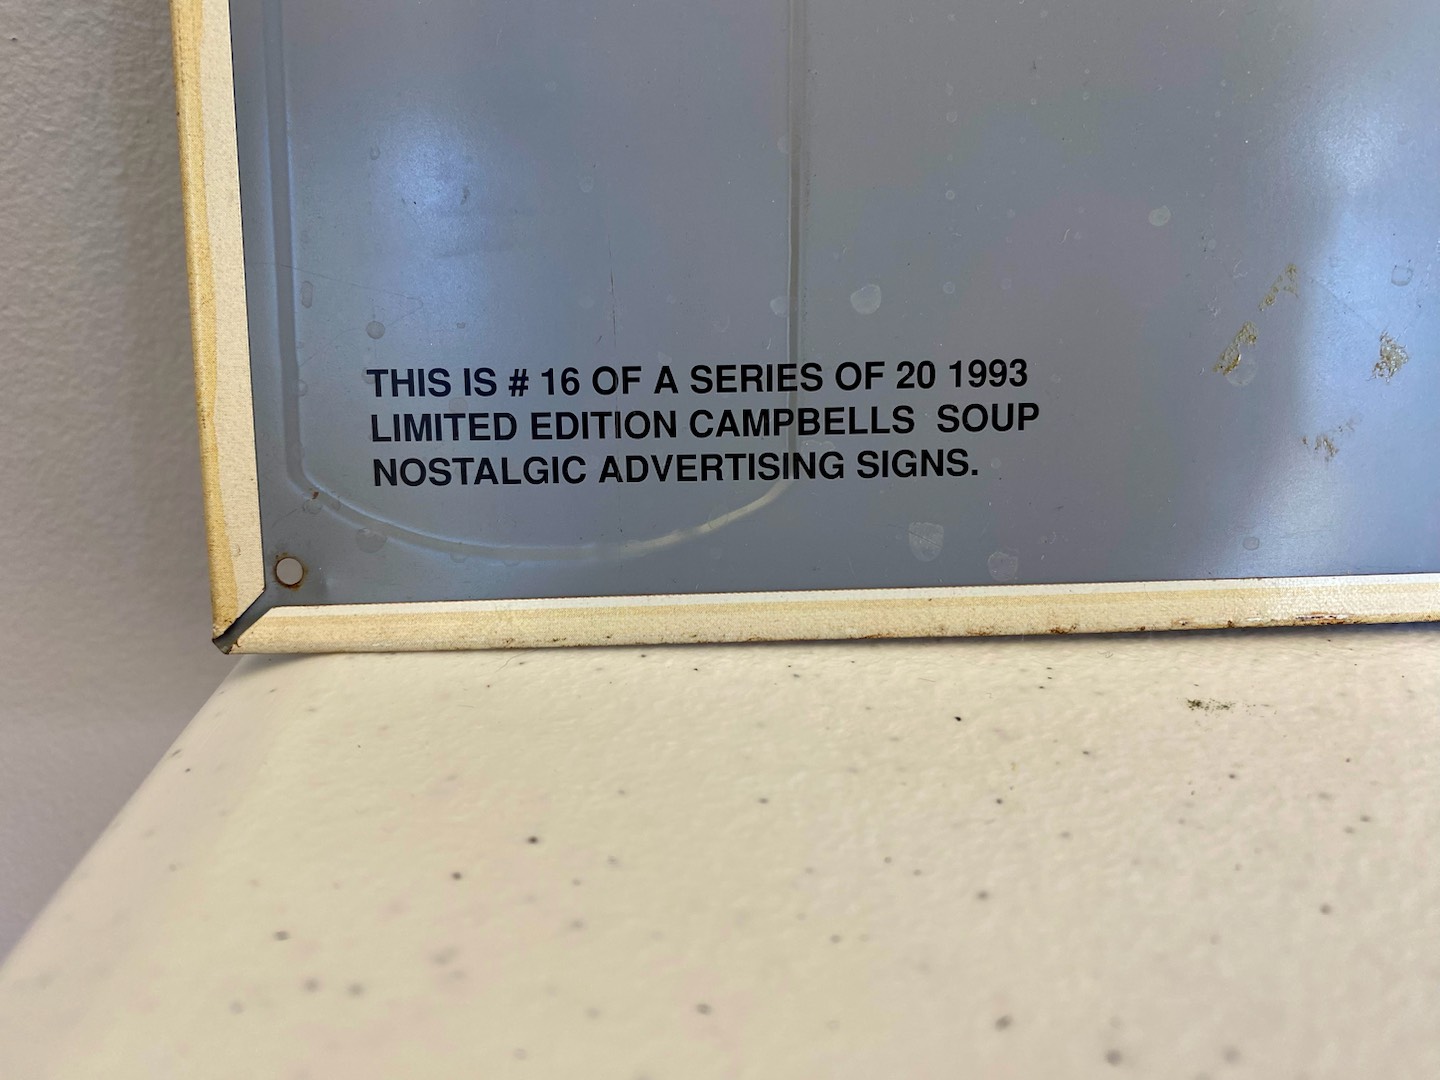 THIS IS # 16 OF A SERIES OF 20 1993
LIMITED EDITION CAMPBELLS  SOUP
NOSTALGIC ADVERTISING SIGNS.